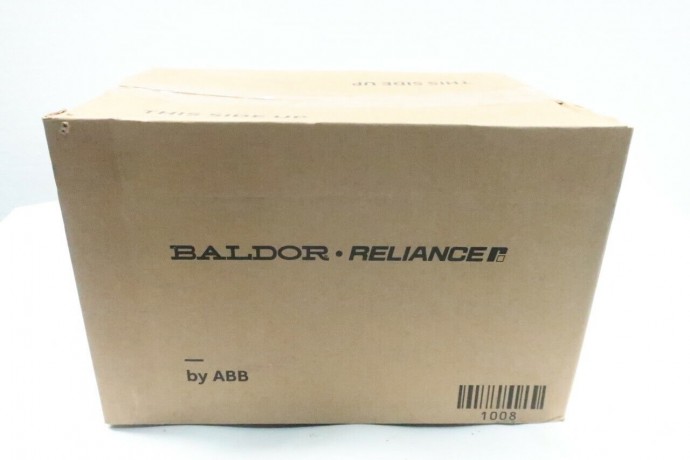 THIS SIDE UP
THIS SIDE UP
BALDOR • RELIANCE
by ABB
1008